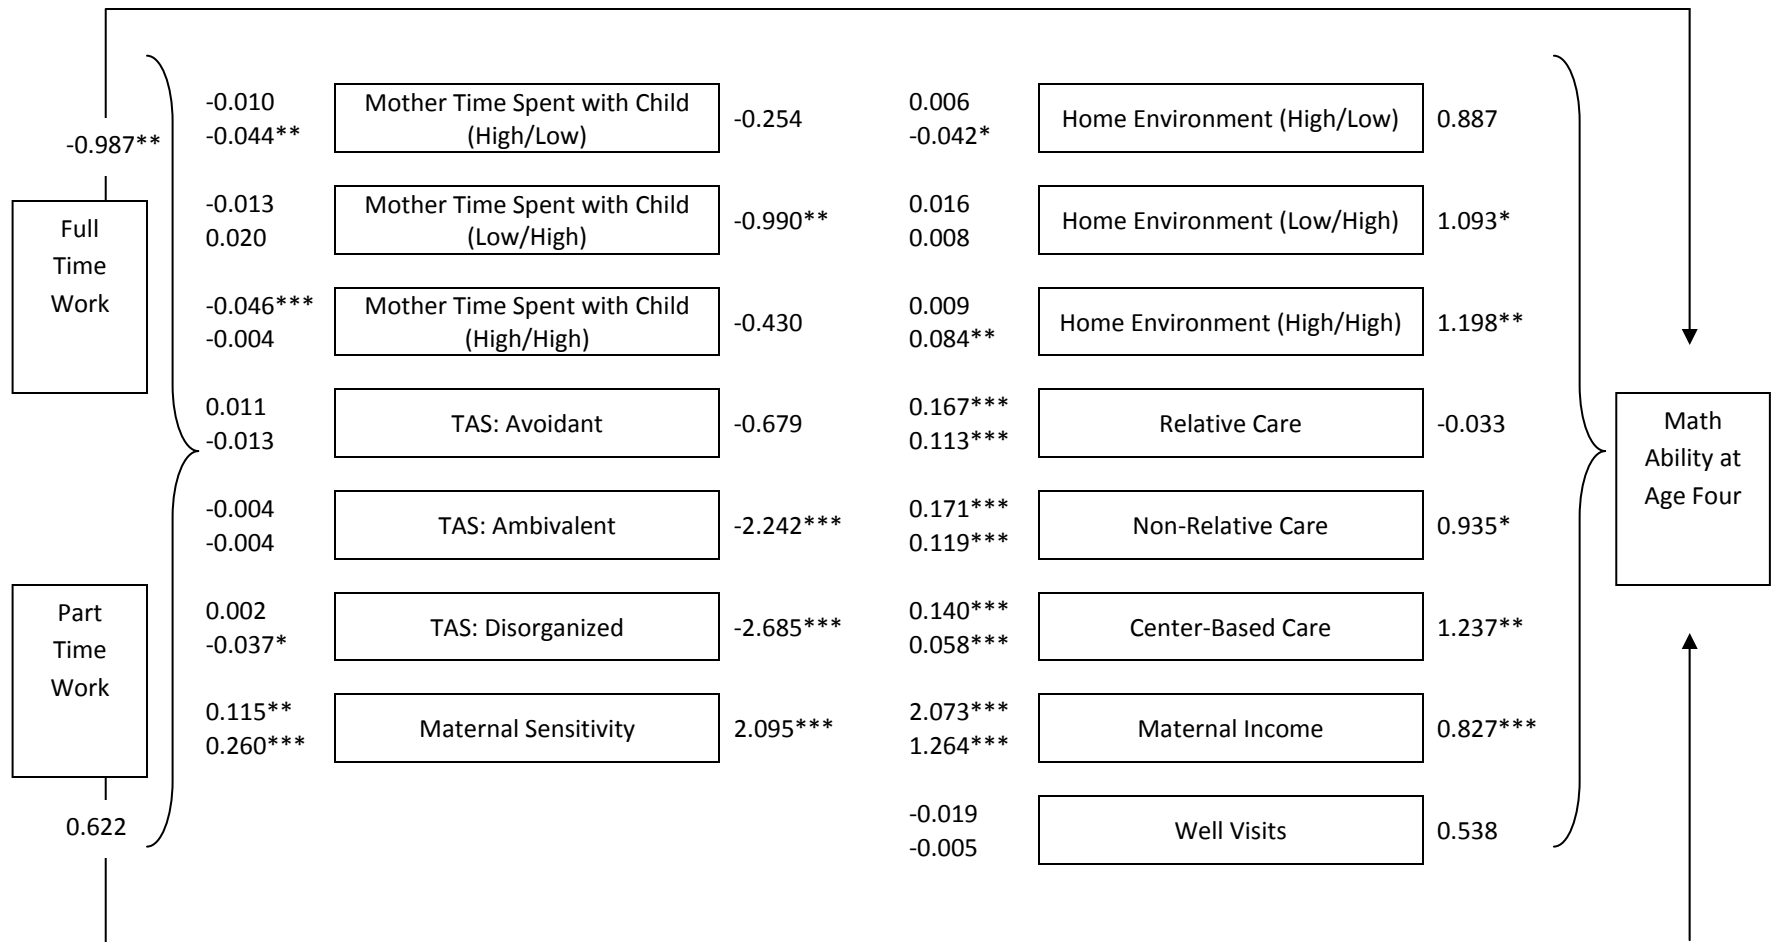 -0.987**
Full
Time
Work
Part
Time
Work
0.622
-0.010
-0.044**
Mother Time Spent with Child
(High/Low)
-0.254
-0.013
0.020
Mother Time Spent with Child
(Low/High)
-0.990**
-0.046***
-0.004
Mother Time Spent with Child
(High/High)
-0.430
0.011
-0.013
TAS: Avoidant
-0.679
-0.004
-0.004
TAS: Ambivalent
-2.242***
0.002
-0.037*
TAS: Disorganized
-2.685***
0.115**
0.260***
Maternal Sensitivity
2.095***
0.006
-0.042*
Home Environment (High/Low)
0.887
0.016
0.008
Home Environment (Low/High)
1.093*
0.009
0.084**
Home Environment (High/High)
1.198**
0.167***
0.113***
Relative Care
-0.033
0.171***
0.119***
Non-Relative Care
0.935*
0.140***
0.058***
Center-Based Care
1.237**
2.073***
1.264***
Maternal Income
0.827***
-0.019
-0.005
Well Visits
0.538
Math
Ability at
Age Four